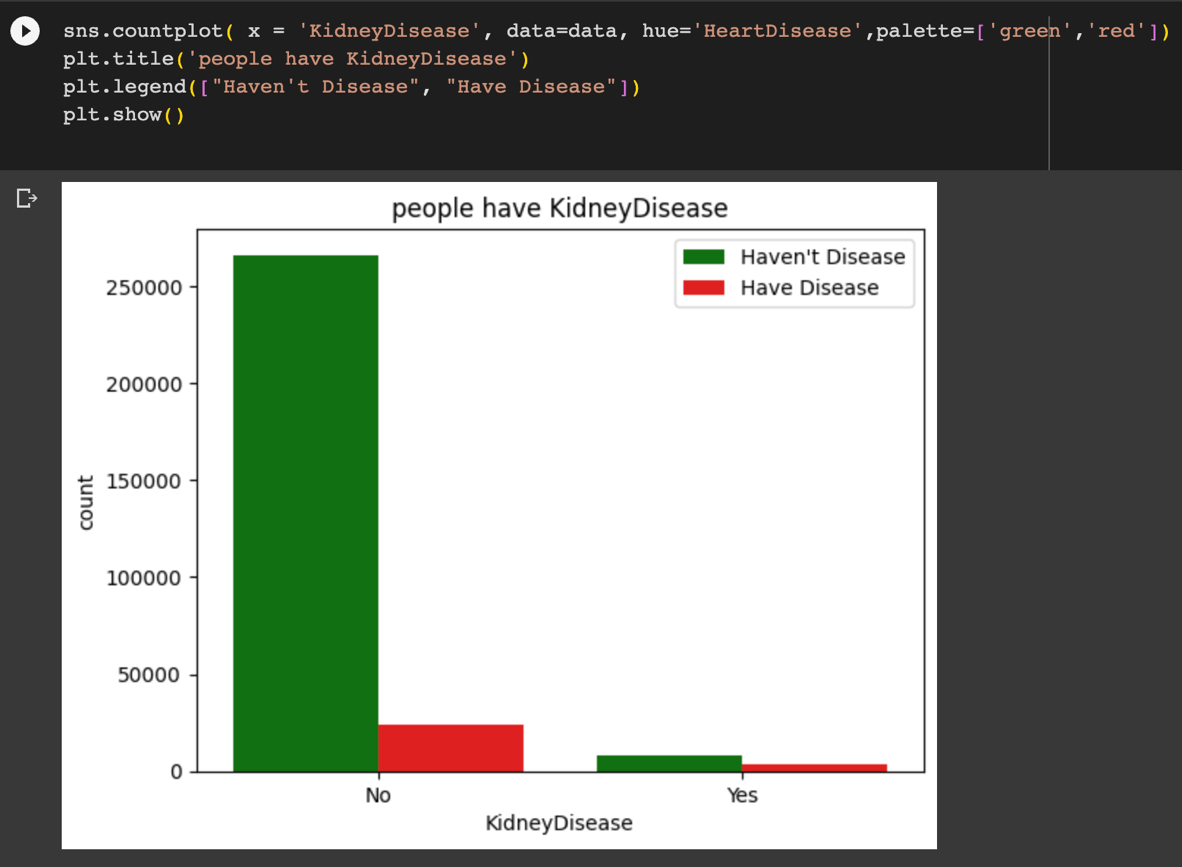 sns.countplot( x = 'KidneyDisease', data=data, hue='HeartDisease',palette=['green','red'])
plt.title('people have KidneyDisease')
plt.legend(["Haven't Disease", "Have Disease"])
plt.show()
people have KidneyDisease
Haven't Disease
Have Disease
250000
200000
150000
100000
50000
0
count
No
Yes
KidneyDisease